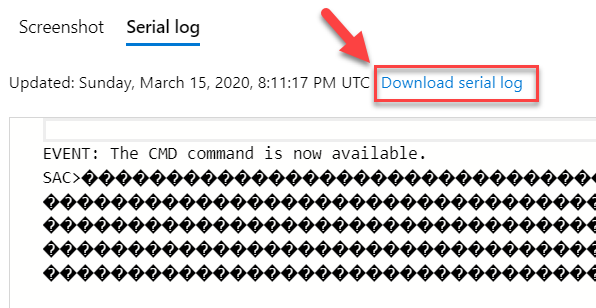 Screenshot Serial log
Updated: Sunday, March 15, 2020, 8:11:17 PM UTC Download serial log
EVENT: The CMD command is now available.
SAC>���������������������������������������
������������������������������������������
������������������������������������������
������������������������������������������
������������������������������������������